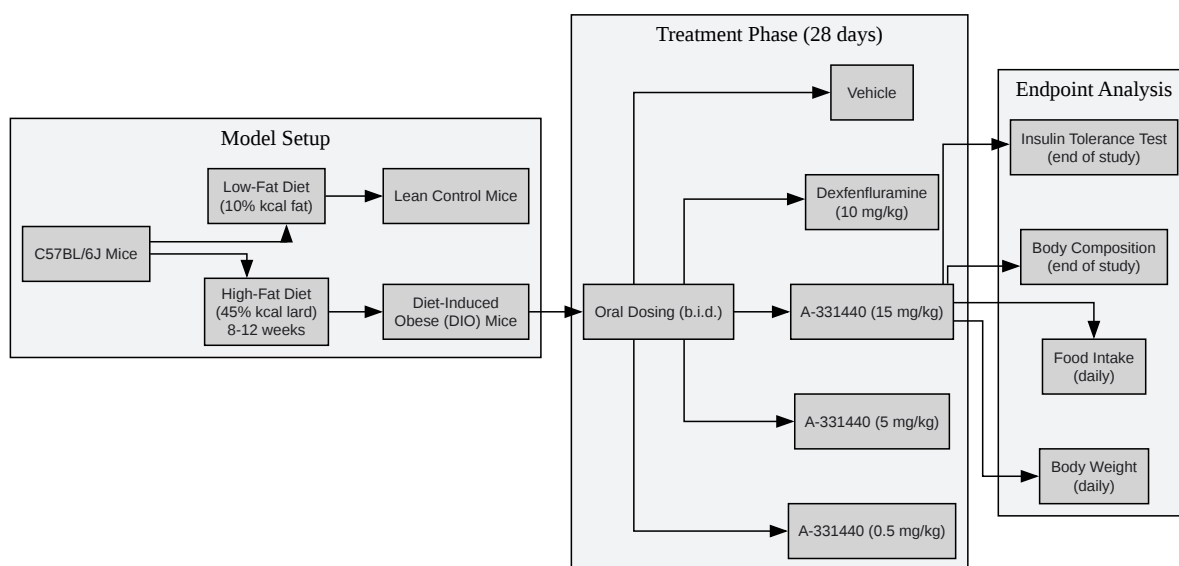 Model Setup
C57BL/6J Mice
Low-Fat Diet
(10% kcal fat)
Lean Control Mice
High-Fat Diet
(45% kcal lard)
8-12 weeks
Diet-Induced
Obese (DIO) Mice
Treatment Phase (28 days)
Oral Dosing (b.i.d.)
Vehicle
Dexfenfluramine
(10 mg/kg)
A-331440 (15 mg/kg)
A-331440 (5 mg/kg)
A-331440 (0.5 mg/kg)
Endpoint Analysis
Insulin Tolerance Test
(end of study)
Body Composition
(end of study)
Food Intake
(daily)
Body Weight
(daily)